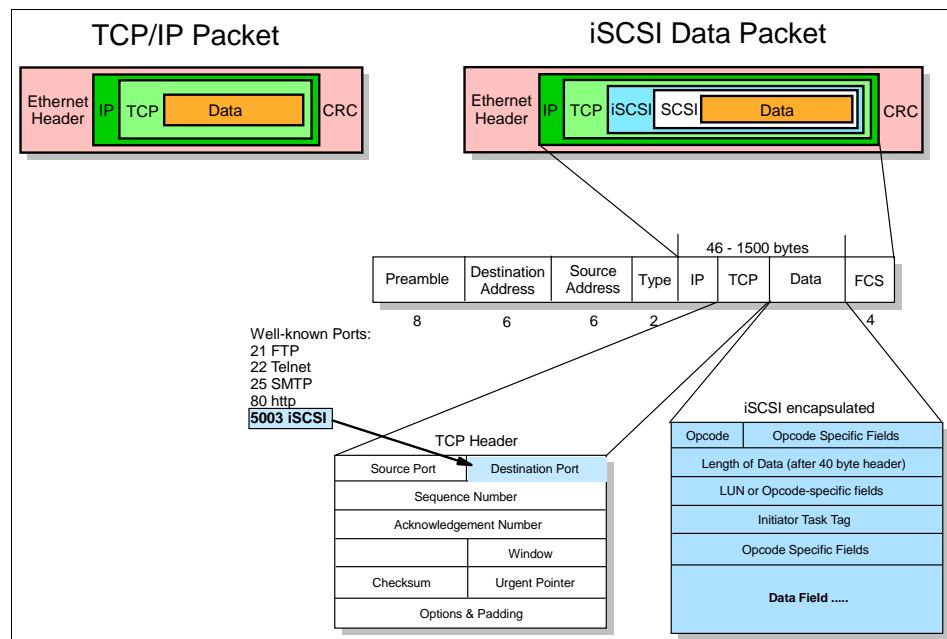 TCP/IP Packet
Ethernet
Header
IP
TCP
Data
CRC
iSCSI Data Packet
Ethernet
Header
IP
TCP
iSCSI
SCSI
Data
CRC
46 - 1500 bytes
Preamble
Destination
Address
Source
Address
Type
IP
TCP
Data
FCS
8
6
6
2
4
Well-known Ports:
21 FTP
22 Telnet
25 SMTP
80 http
5003 iSCSI
TCP Header
Source Port
Destination Port
Sequence Number
Acknowledgement Number
Window
Checksum
Urgent Pointer
Options & Padding
iSCSI encapsulated
Opcode
Opcode Specific Fields
Length of Data (after 40 byte header)
LUN or Opcode-specific fields
Initiator Task Tag
Opcode Specific Fields
Data Field .....